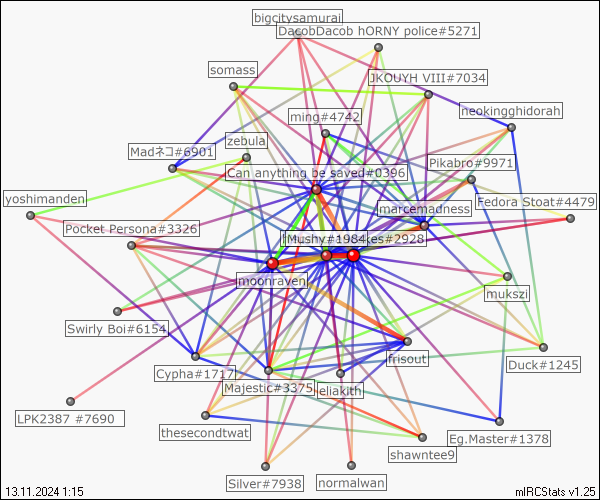 bigcitysamurai
DacobDacob hORNY police#5271
somass
JKOUYH VIII#7034
neokingghidorah
ming#4742
zebula
Madネコ#6901
Pikabro#9971
Can anything be saved#0396
yoshimanden
marcemadness
Fedora Stoat#4479
Pocket Persona#3326
Mushy#1984
kes#2928
moonraven
mukszi
Swirly Boi#6154
frisout
Duck#1245
Cypha#1717
Majestic#3375
eliakith
LPK2387 #7690
thesecondtwat
Eg.Master#1378
shawntee9
Silver#7938
normalwan
13.11.2024 1:15
mIRCStats v1.25